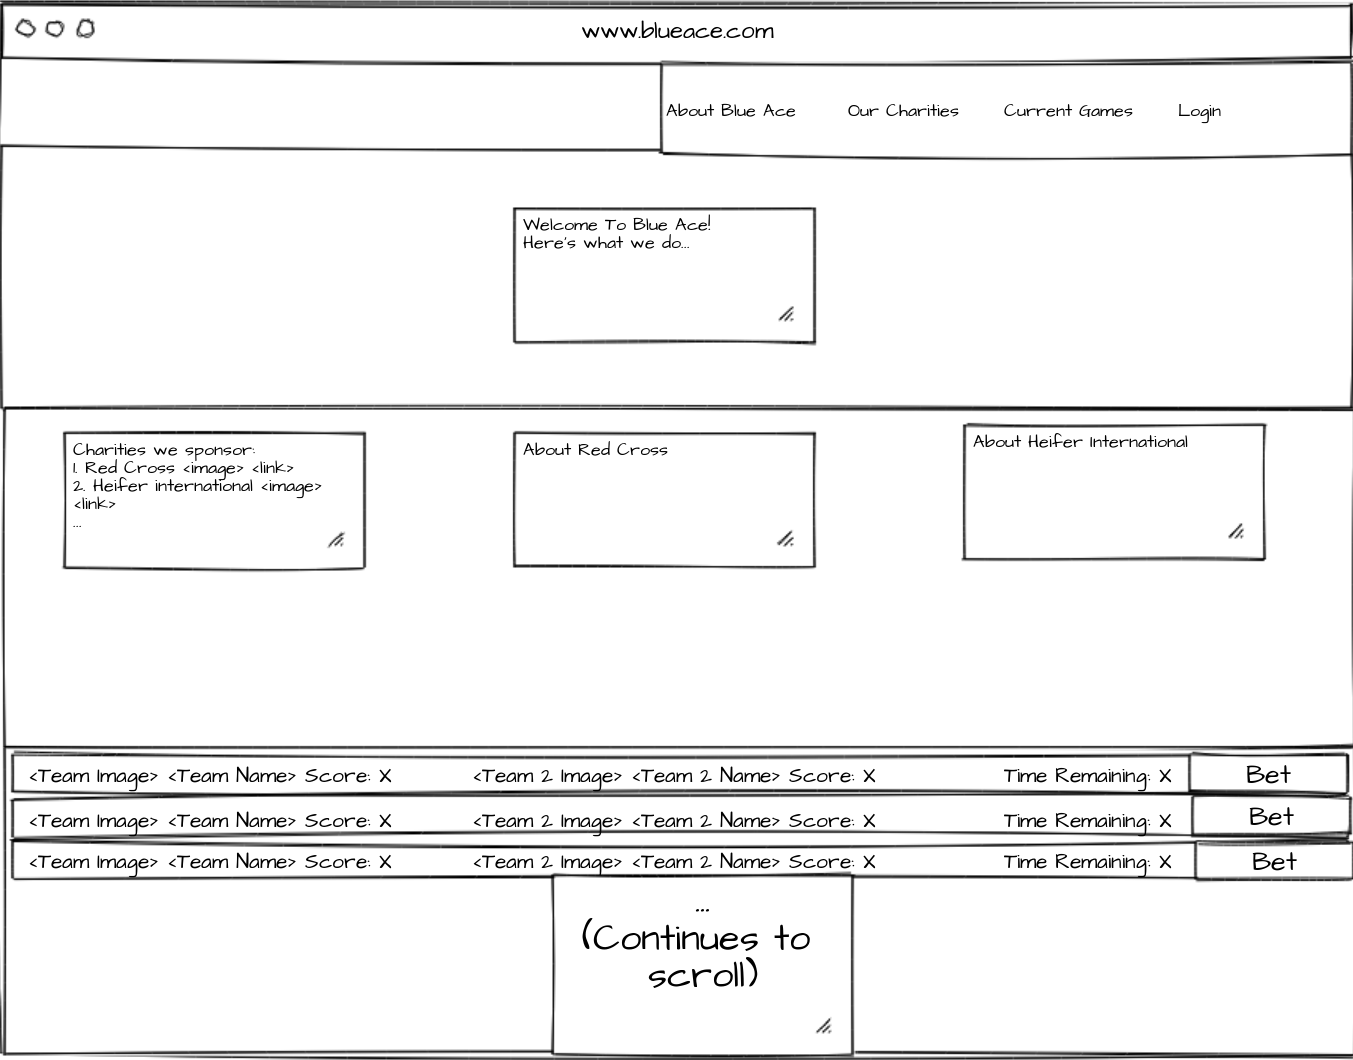 www.blueace.com
About Blue Ace Our Charities Current Games Login
Welcome To Blue Ace!
Here's what we do...
Charities we sponsor:
1. Red Cross <image> <link>
2. Heifer international <image>
<link>
...
About Red Cross
About Heifer International
<Team Image> <Team Name> Score: X <Team 2 Image> <Team 2 Name> Score: X Time Remaining: X Bet
<Team Image> <Team Name> Score: X <Team 2 Image> <Team 2 Name> Score: X Time Remaining: X Bet
<Team Image> <Team Name> Score: X <Team 2 Image> <Team 2 Name> Score: X Time Remaining: X Bet
...
(Continues to
scroll)